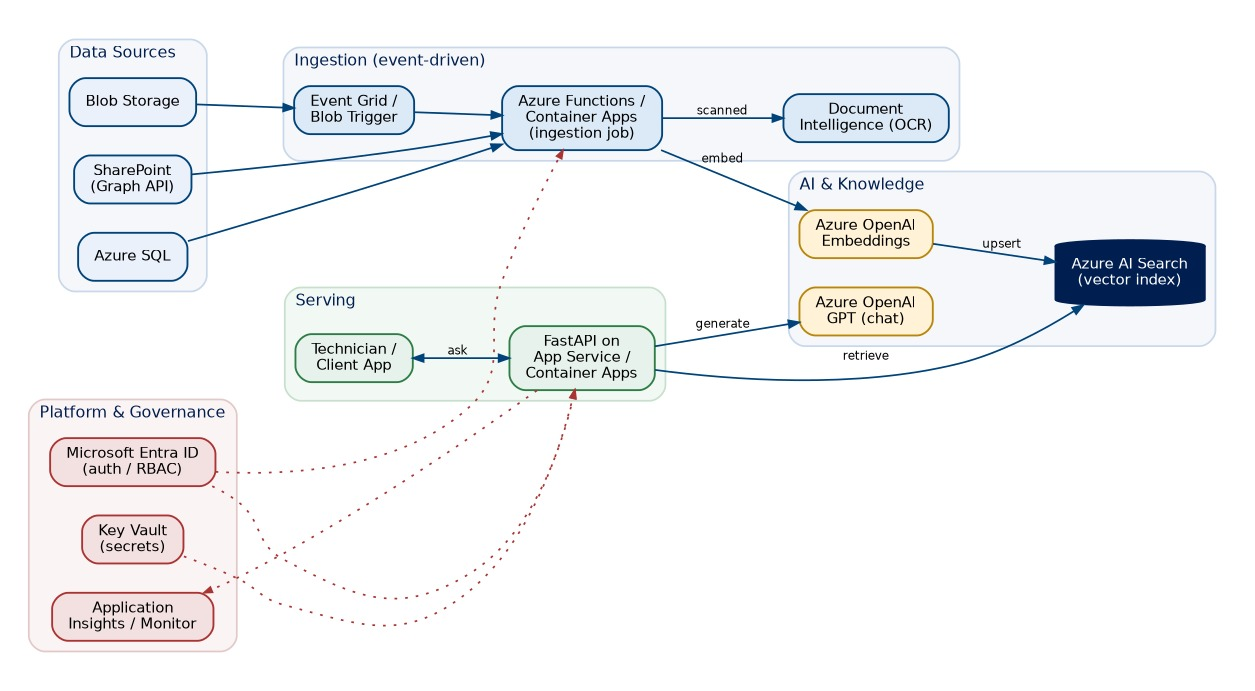 Data Sources
Blob Storage
SharePoint
(Graph API)
Azure SQL
Ingestion (event-driven)
Event Grid /
Blob Trigger
Azure Functions /
Container Apps
(ingestion job)
scanned
Document
Intelligence (OCR)
embed
AI & Knowledge
Azure OpenAI
Embeddings
upsert
Azure AI Search
(vector index)
Azure OpenAI
GPT (chat)
Serving
Technician /
Client App
ask
FastAPI on
App Service /
Container Apps
generate
retrieve
Platform & Governance
Microsoft Entra ID
(auth / RBAC)
Key Vault
(secrets)
Application
Insights / Monitor